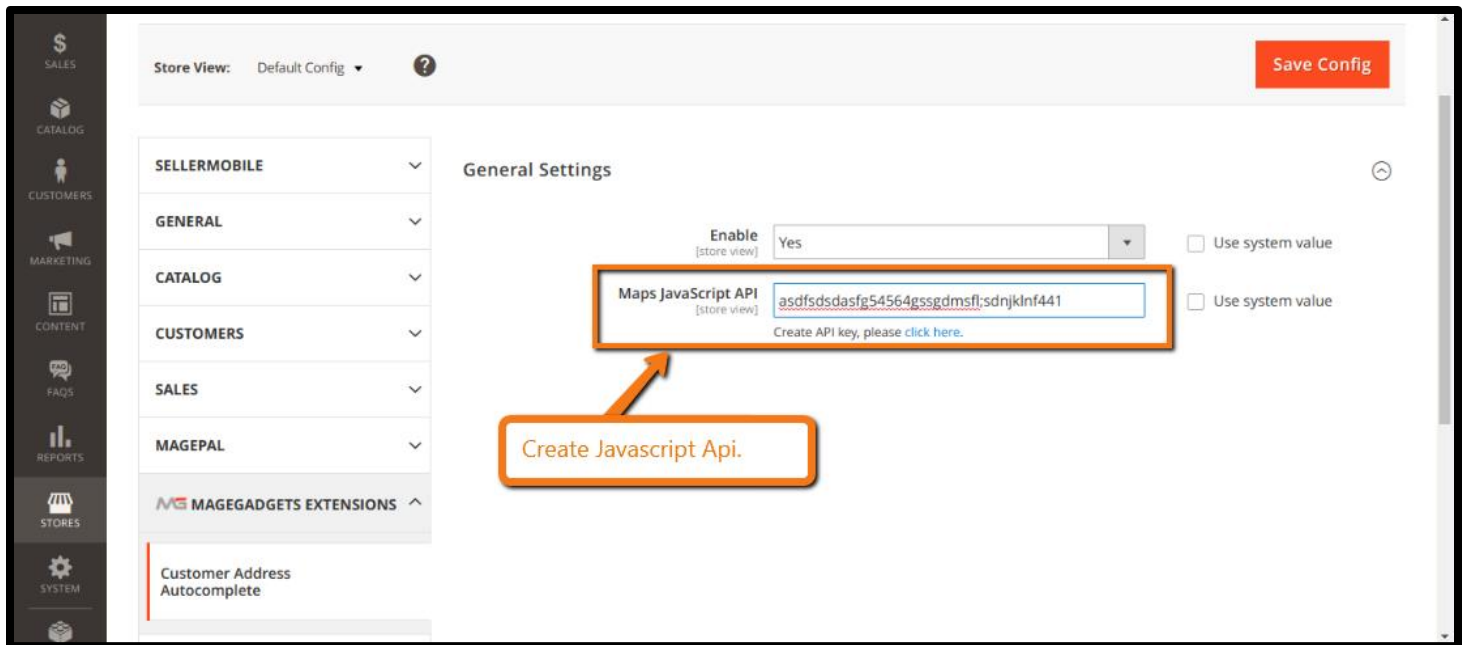 $
SALES
CATALOG
CUSTOMERS
MARKETING
CONTENT
FAQ
FAQS
REPORTS
STORES
SYSTEM
Store View: Default Config ?
Save Config
SELLERMOBILE
GENERAL
CATALOG
CUSTOMERS
SALES
MAGEPAL
MG MAGEGADGETS EXTENSIONS
Customer Address
Autocomplete
General Settings
Enable
[store view]
Yes
Use system value
Maps JavaScript API
[store view]
asdfsdsdasfg54564gssgdmsfl;sdnjklnf441
Use system value
Create API key, please click here.
Create Javascript Api.